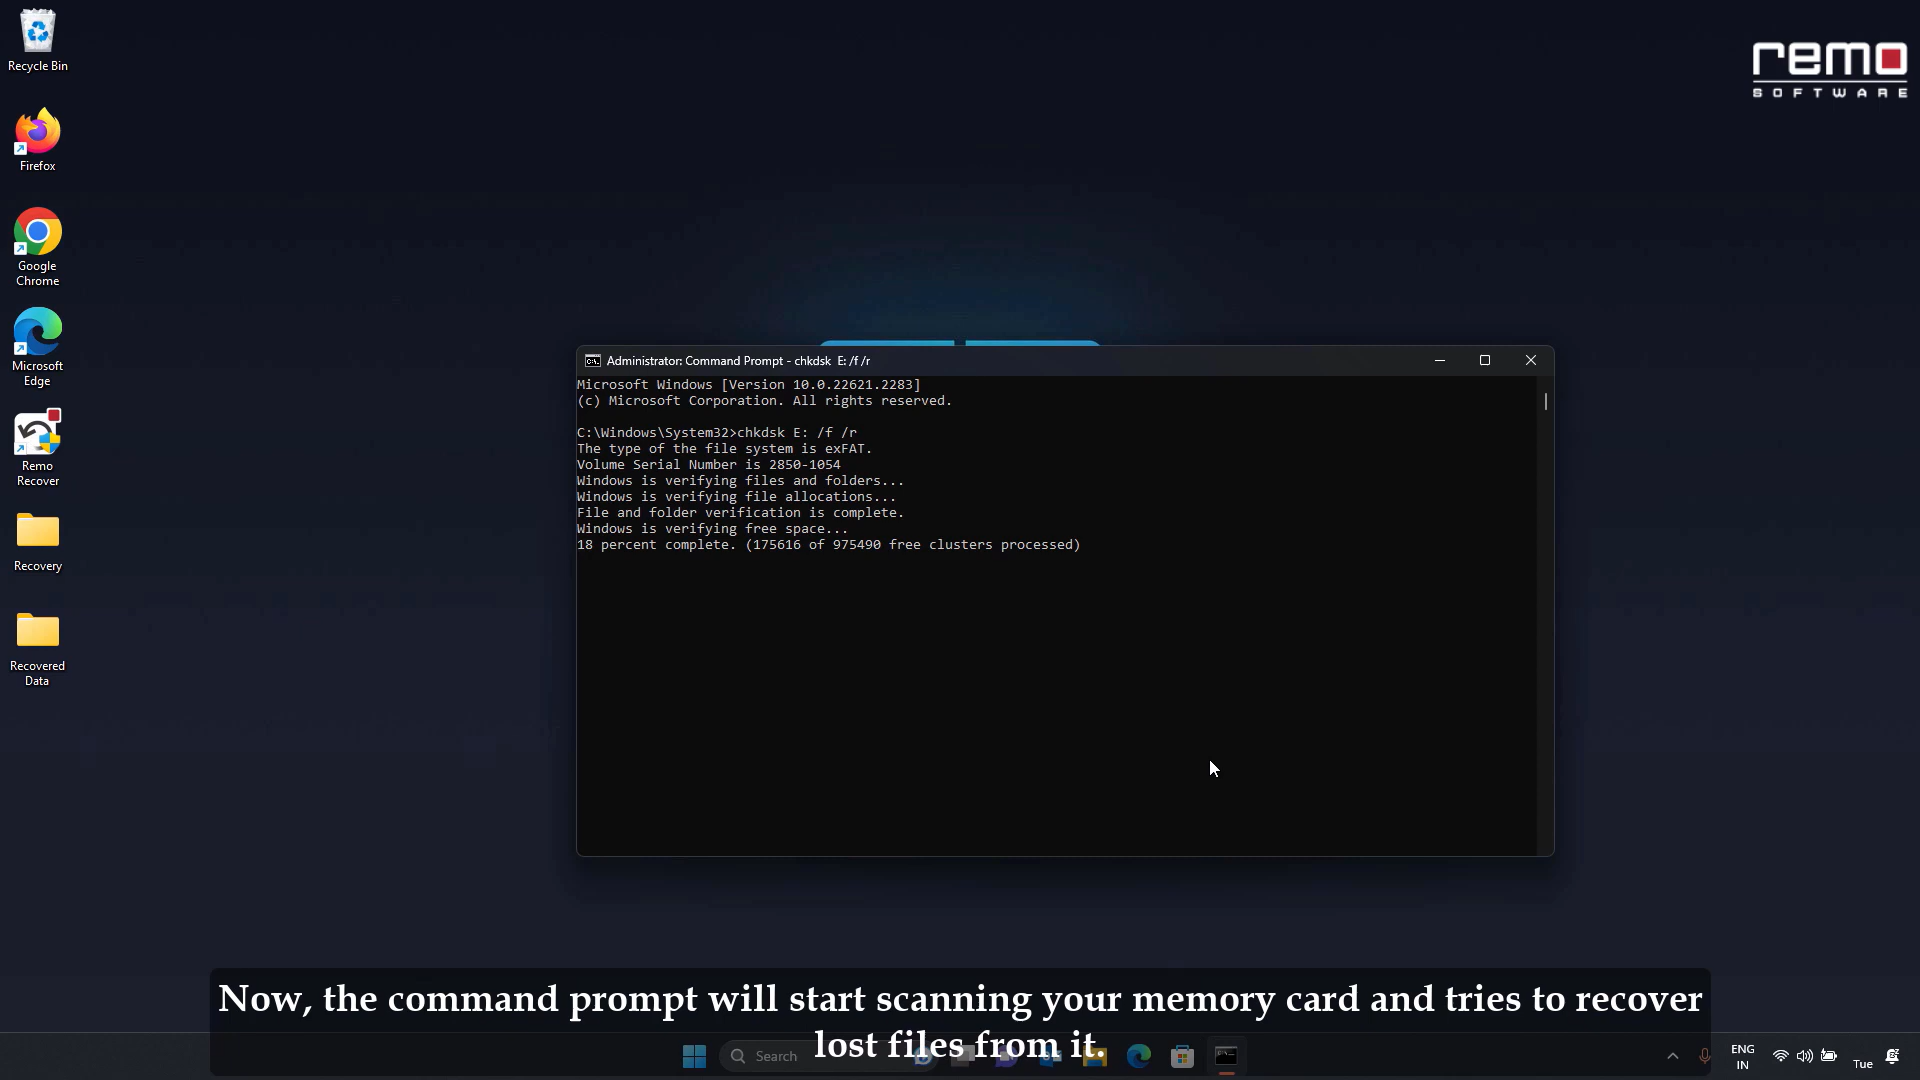 Recycle Bin
Firefox
Google
Chrome
Microsoft
Edge
Remo
Recover
Recovery
Recovered
Data
remo
SOFTWARE
Administrator: Command Prompt - chkdsk  E: /f /r
Microsoft Windows [Version 10.0.22621.2283]
(c) Microsoft Corporation. All rights reserved.
C:\Windows\System32>chkdsk E: /f /r
The type of the file system is exFAT.
Volume Serial Number is 2850-1054
Windows is verifying files and folders...
Windows is verifying file allocations...
File and folder verification is complete.
Windows is verifying free space...
18 percent complete. (175616 of 975490 free clusters processed)
Now, the command prompt will start scanning your memory card and tries to recover
lost files from it.
Search
ENG
IN
Tue